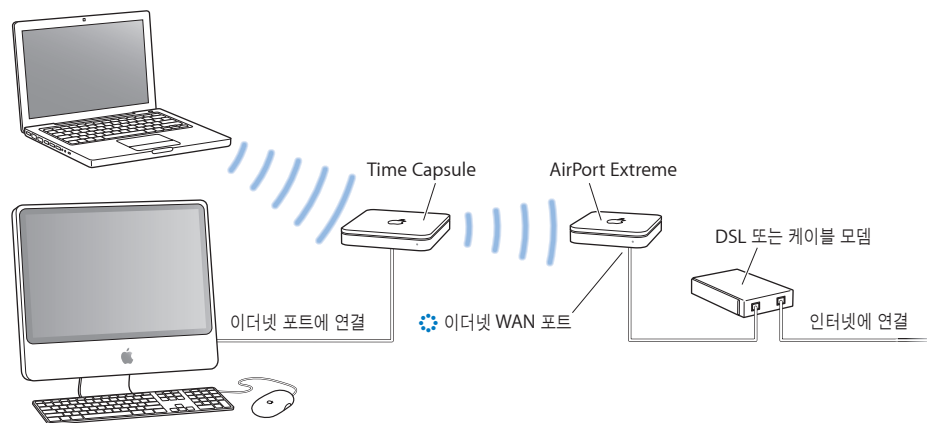 Time Capsule
AirPort Extreme
DSL 또는 케이블 모뎀
이더넷 포트에 연결
이더넷 WAN 포트
인터넷에 연결